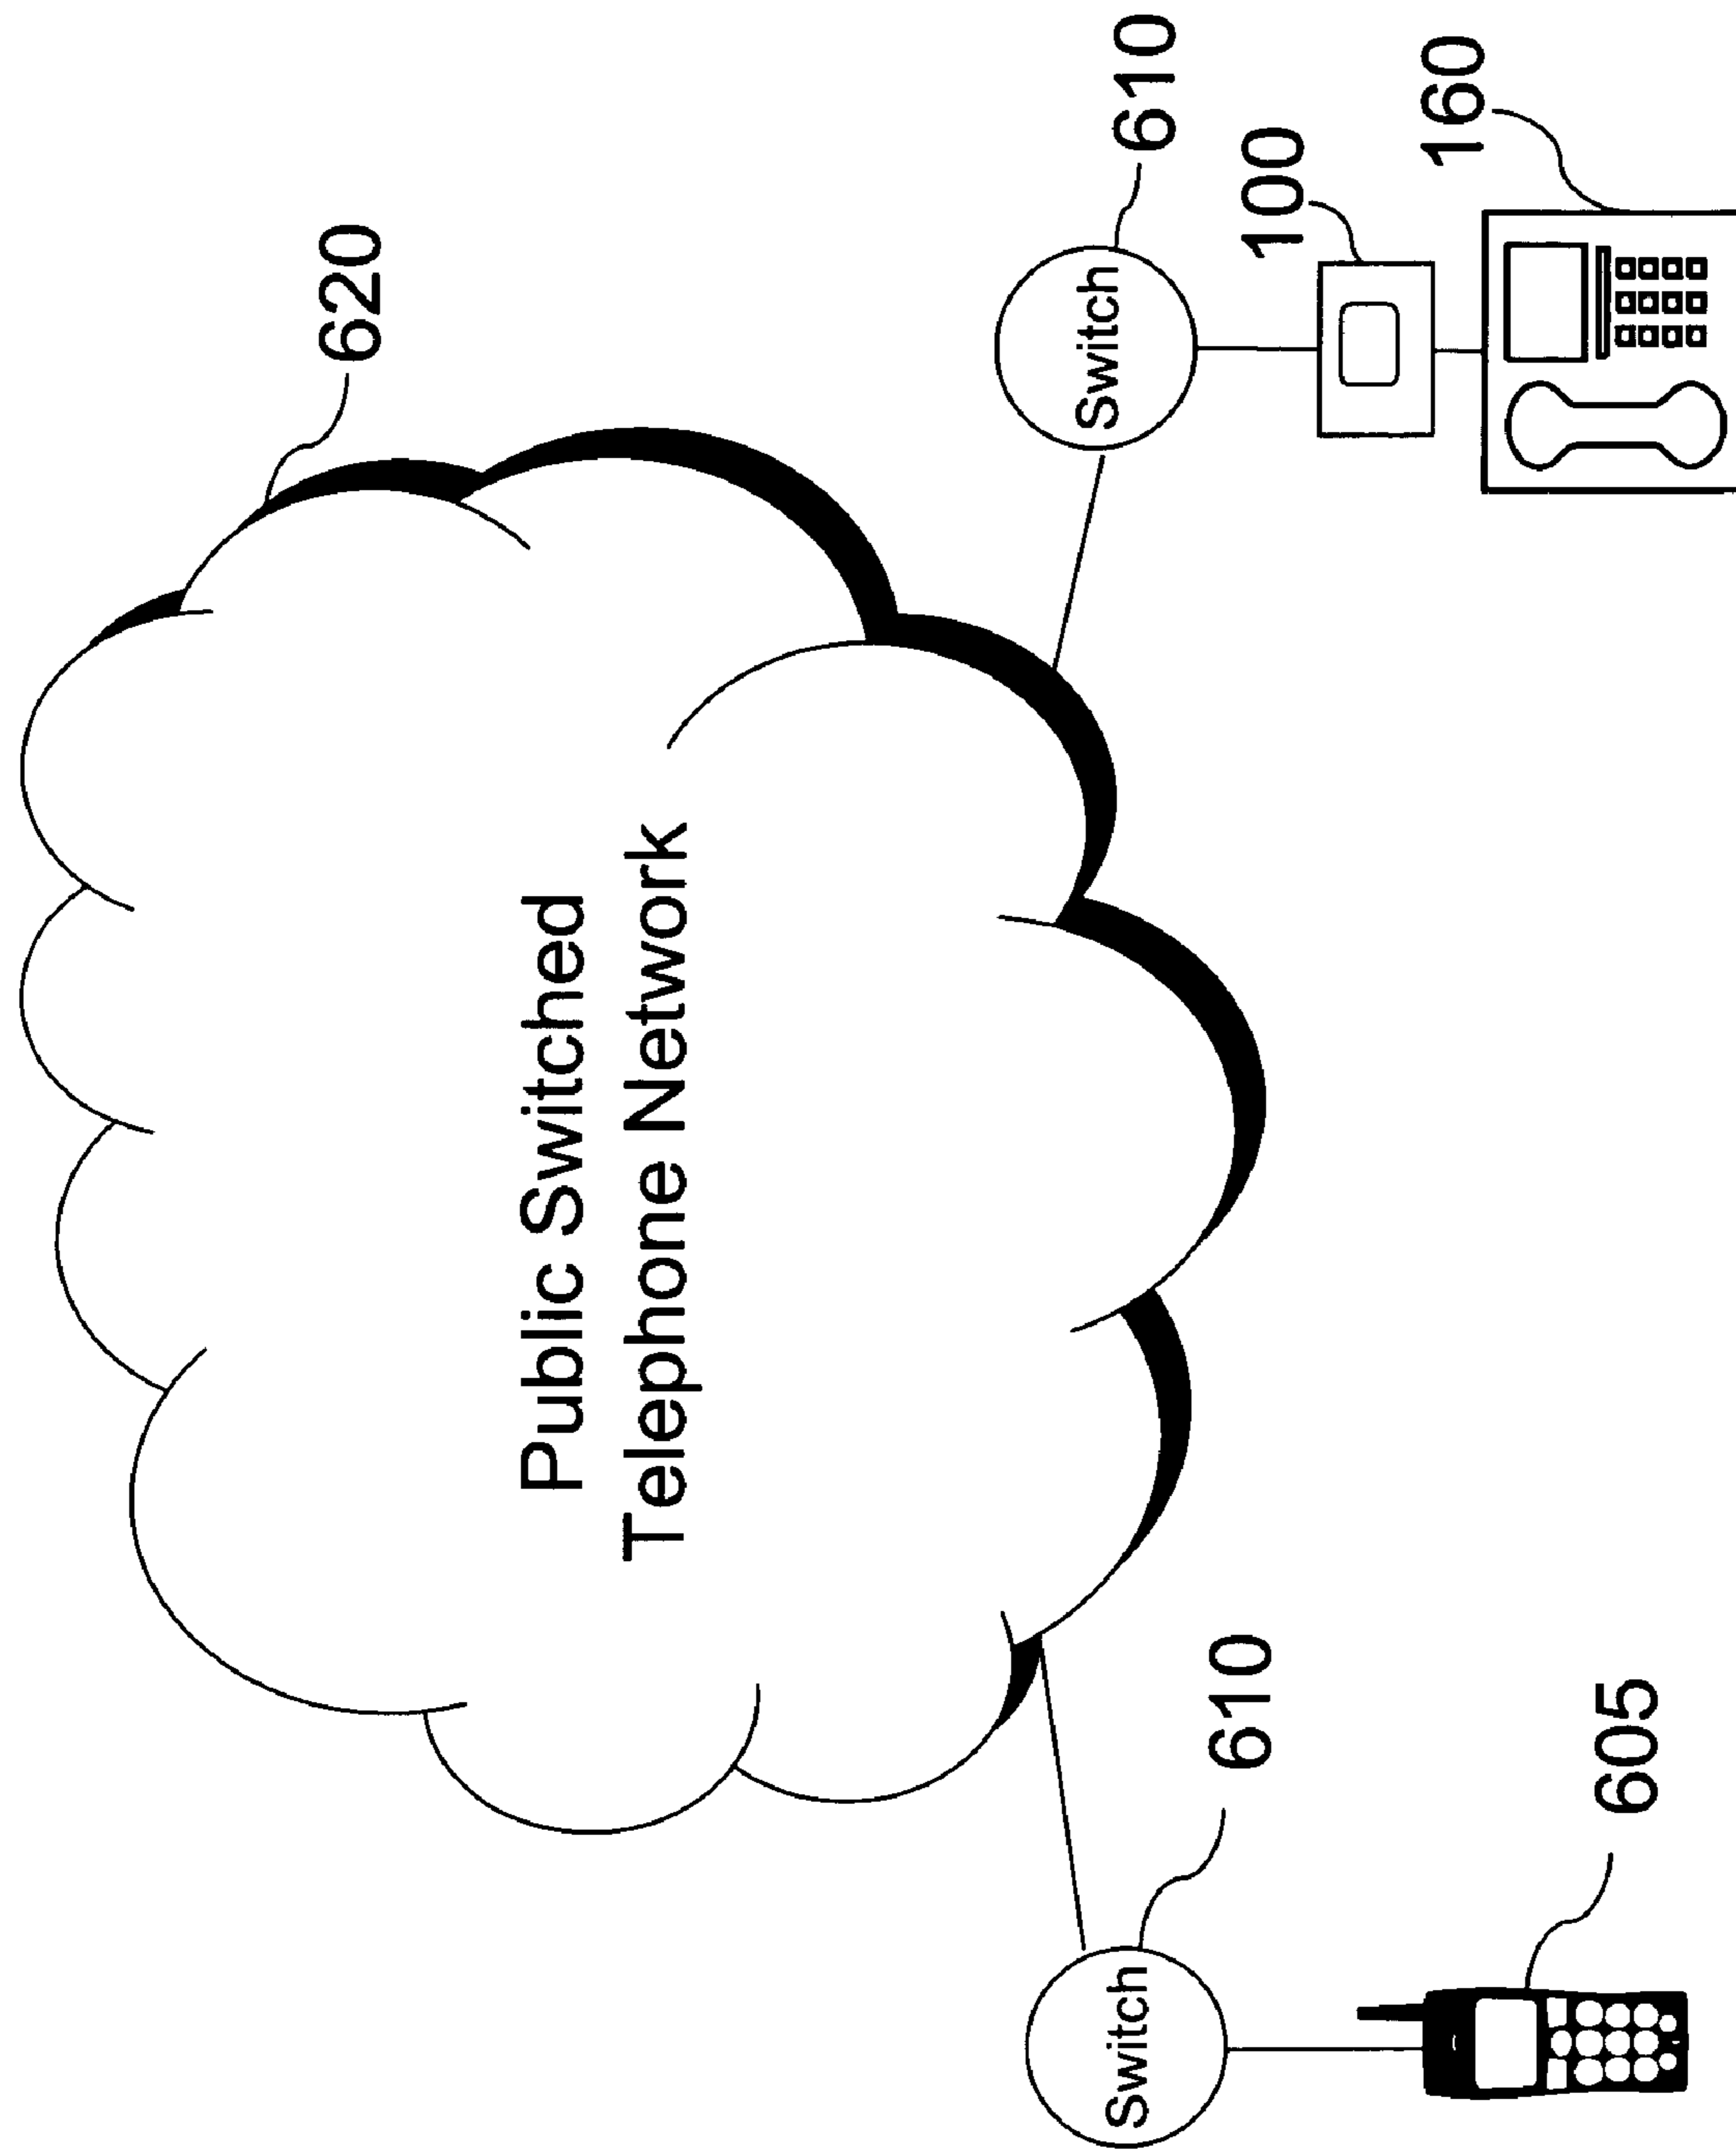 620
Public Switched
Telephone Network
Switch
610
100
160
Switch
610
605